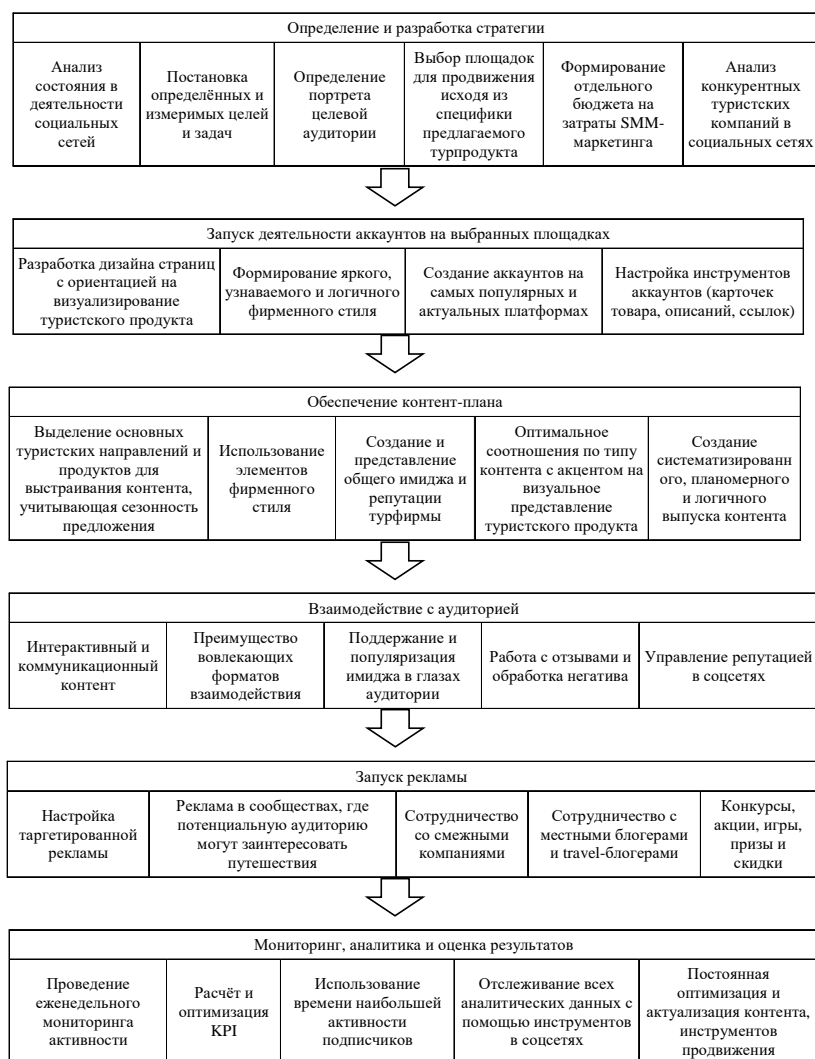 Определение и разработка стратегии
Анализ
состояния в
деятельности
социальных
сетей
Постановка
определённых и
измеримых целей
и задач
Определение
портрета
целевой
аудитории
Выбор площадок
для продвижения
исходя из
специфики
предлагаемого
турпродукта
Формирование
отдельного
бюджета на
затраты SMM-
маркетинга
Анализ
конкурентных
туристских
компаний в
социальных сетях
Запуск деятельности аккаунтов на выбранных площадках
Разработка дизайна страниц
с ориентацией на
визуализирование
туристского продукта
Формирование яркого,
узнаваемого и логичного
фирменного стиля
Создание аккаунтов на
самых популярных и
актуальных платформах
Настройка инструментов
аккаунтов (карточек
товара, описаний, ссылок)
Обеспечение контент-плана
Выделение основных
туристских направлений и
продуктов для
выстраивания контента,
учитывающая сезонность
предложения
Использование
элементов
фирменного
стиля
Создание и
представление
общего имиджа и
репутации
турфирмы
Оптимальное
соотношения по типу
контента с акцентом на
визуальное
представление
туристского продукта
Создание
систематизированн
ого, планомерного
и логичного
выпуска контента
Взаимодействие с аудиторией
Интерактивный и
коммуникационный
контент
Преимущество
вовлекающих
форматов
взаимодействия
Поддержание и
популяризация
имиджа в глазах
аудитории
Работа с отзывами и
обработка негатива
Управление репутацией
в соцсетях
Запуск рекламы
Настройка
таргетированной
рекламы
Реклама в сообществах, где
потенциальную аудиторию
могут заинтересовать
путешествия
Сотрудничество
со смежными
компаниями
Сотрудничество с
местными блогерами
и travel-блогерами
Конкурсы,
акции, игры,
призы и
скидки
Мониторинг, аналитика и оценка результатов
Проведение
еженедельного
мониторинга
активности
Расчёт и
оптимизация
KPI
Использование
времени наибольшей
активности
подписчиков
Отслеживание всех
аналитических данных с
помощью инструментов
в соцсетях
Постоянная
оптимизация и
актуализация контента,
инструментов
продвижения